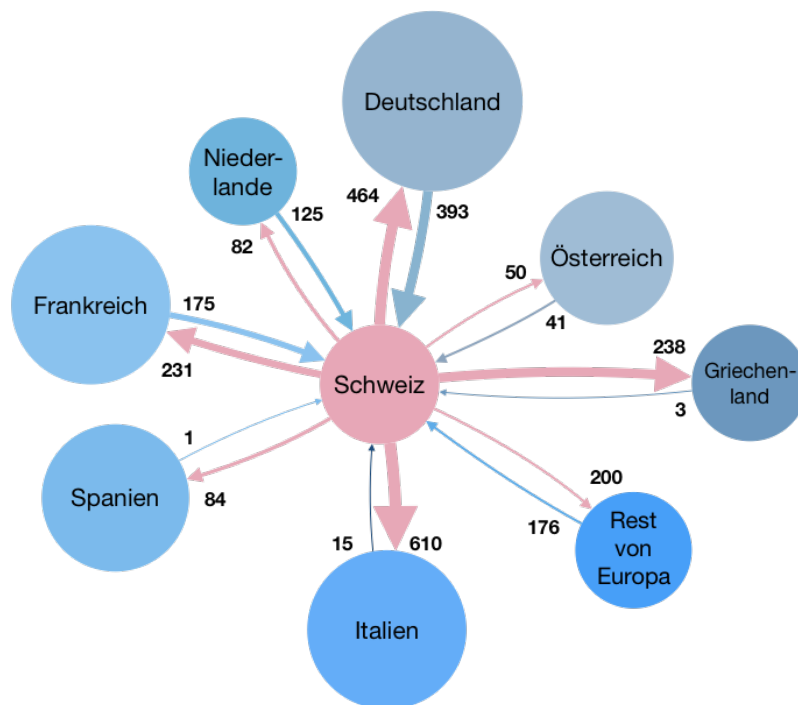 Deutschland
Nieder-
lande
464
393
125
82
50
Österreich
41
Frankreich
175
231
238
Griechen-
land
3
Schweiz
1
Spanien
84
200
176
Rest
von
Europa
15
610
Italien